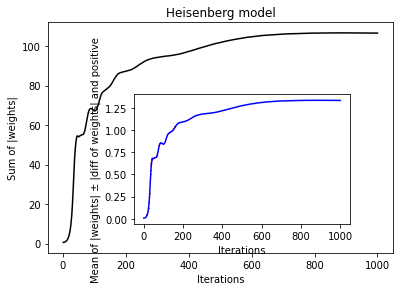 Heisenberg model
Sum of |weights|
100
80
60
40
20
0
Mean of |weights| ± |diff of weights| and positive
1.25
1.00
0.75
0.50
0.25
0.00
0 200 400 600 800 1000
Iterations
0 200 400 600 800 1000
Iterations